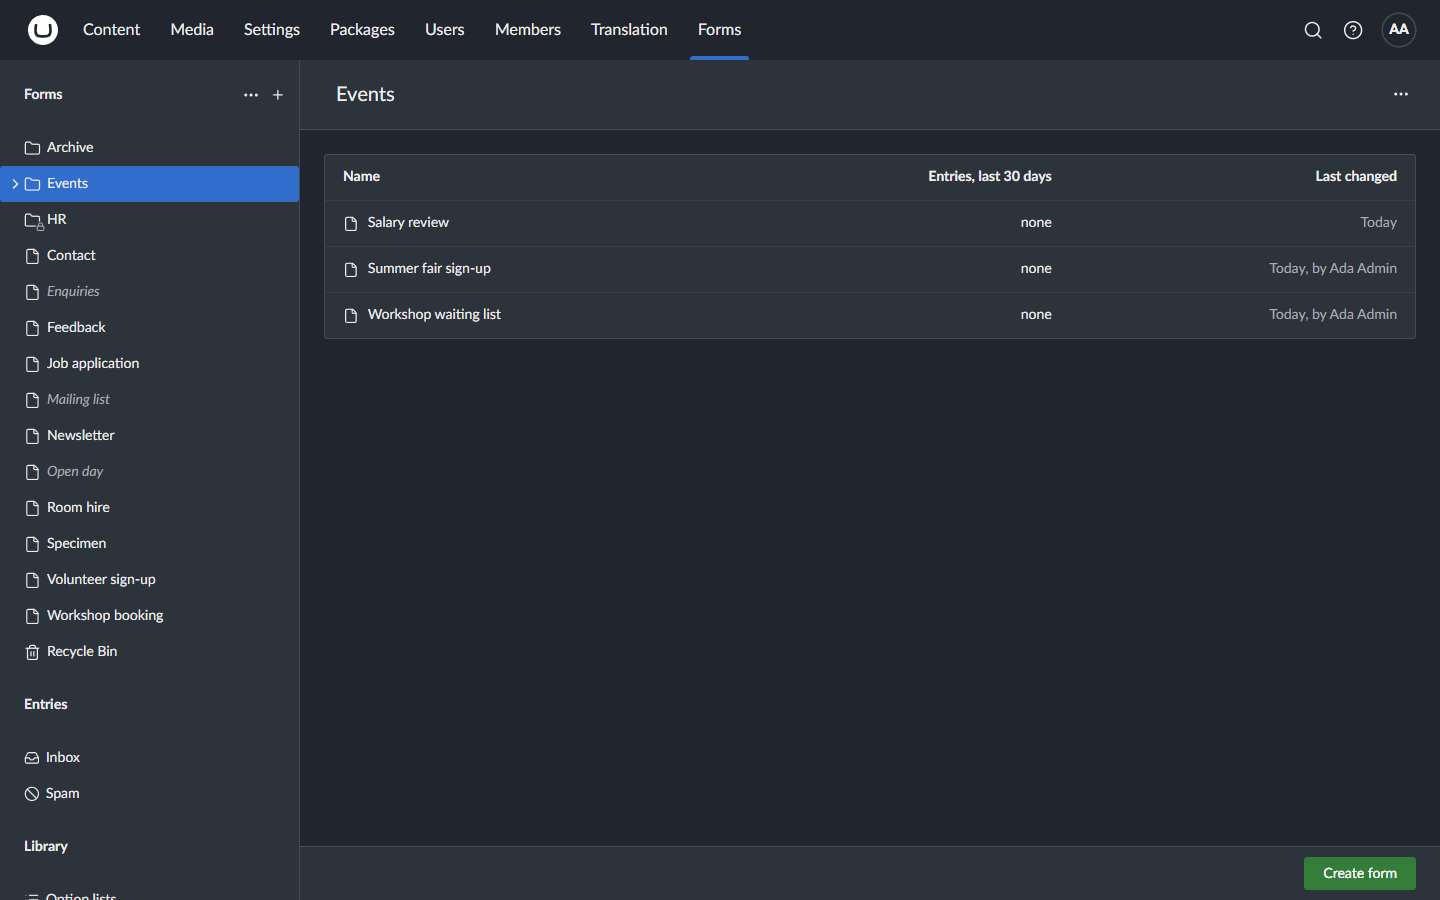 Content Media Settings Packages Users Members Translation Forms AA
Forms
Archive
Events
HR
Contact
Enquiries
Feedback
Job application
Mailing list
Newsletter
Open day
Room hire
Specimen
Volunteer sign-up
Workshop booking
Recycle Bin
Entries
Inbox
Spam
Library
Option lists
Events
Name Entries, last 30 days Last changed
Salary review none Today
Summer fair sign-up none Today, by Ada Admin
Workshop waiting list none Today, by Ada Admin
Create form